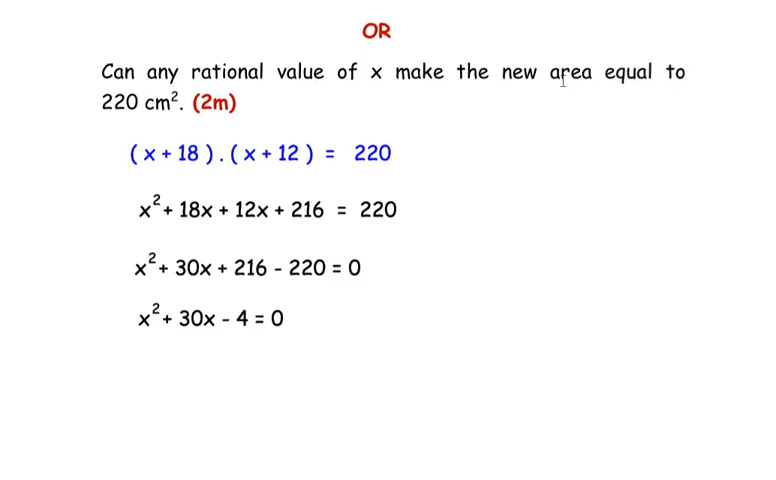 OR
Can any rational value of x make the new area equal to
220 cm². (2m)
( x + 18 ) . ( x + 12 ) = 220
x² + 18x + 12x + 216 = 220
x² + 30x + 216 - 220 = 0
x² + 30x - 4 = 0